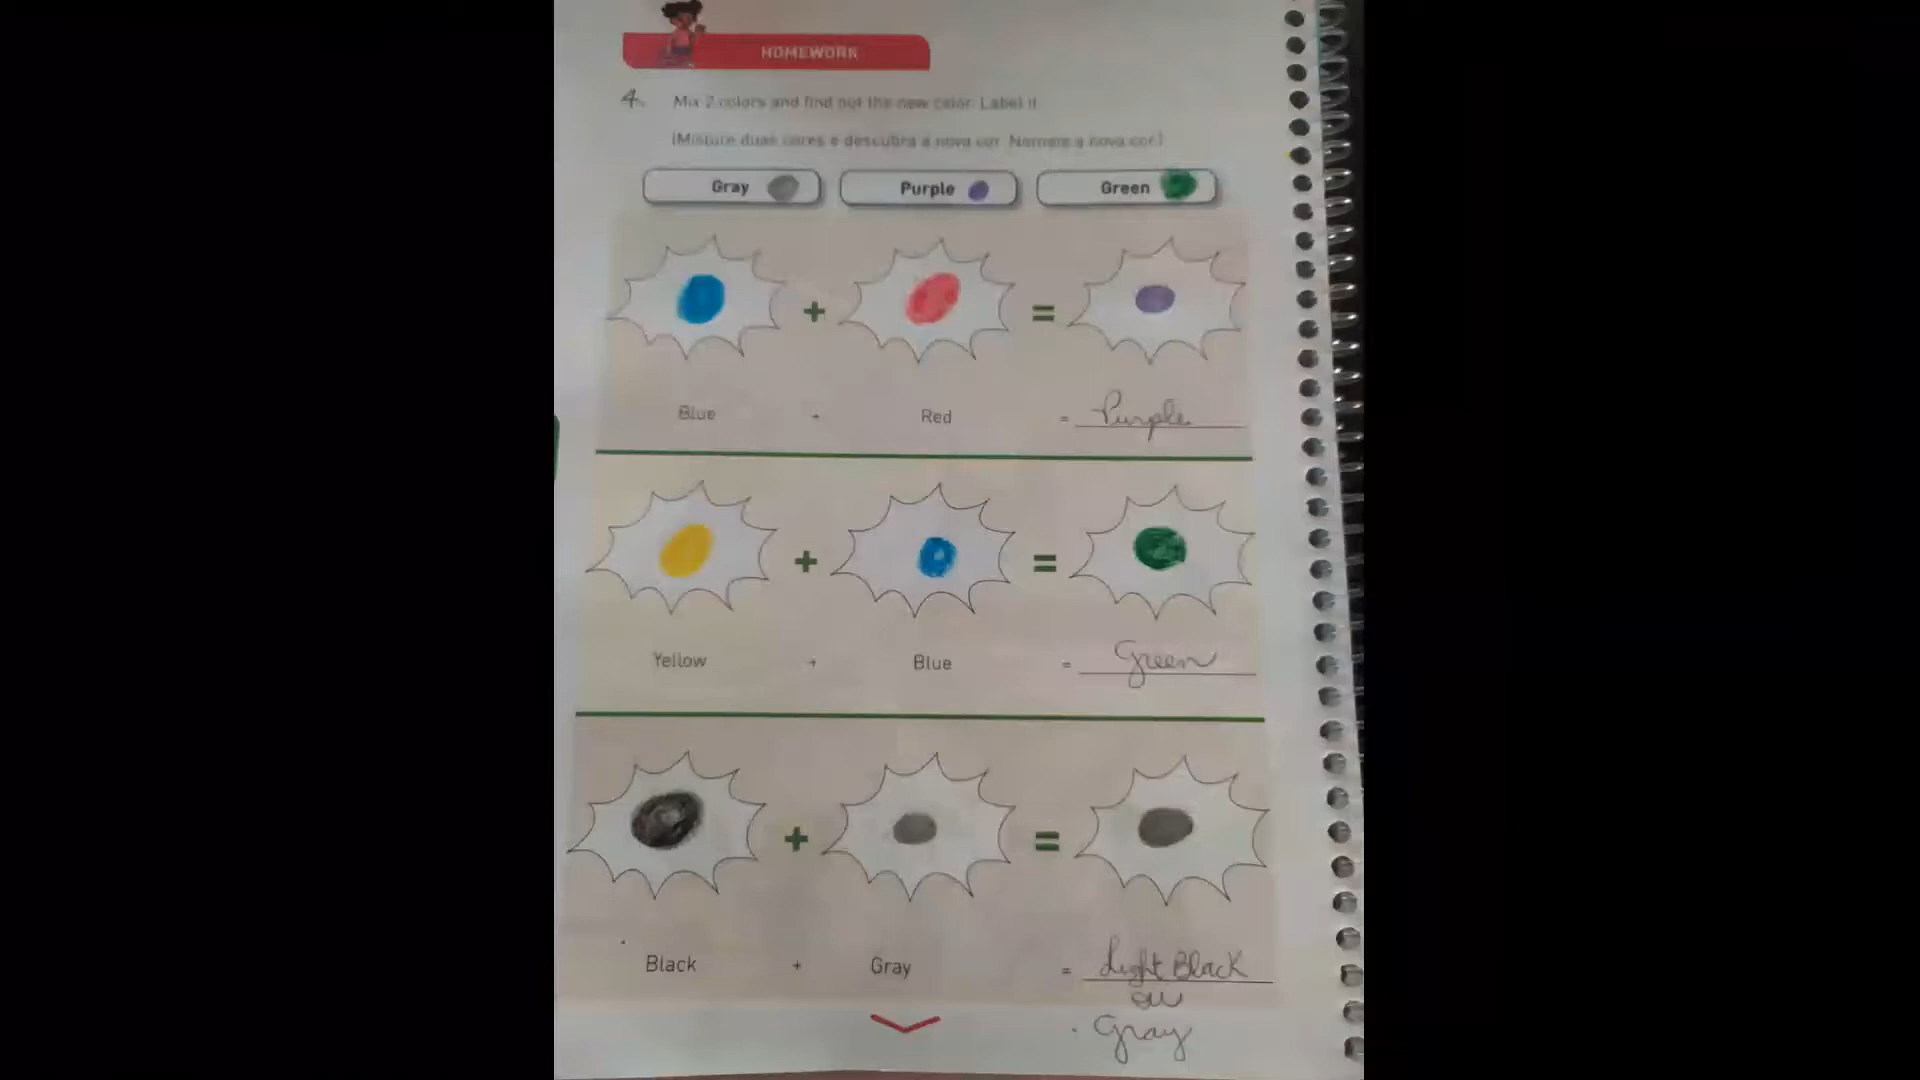 HOMEWORK
4. Mix 2 colors and find out the new color. Label it.
(Misture duas cores e descubra a nova cor. Nomeie a nova cor.)
Gray Purple Green
+ =
Blue + Red = Purple
+ =
Yellow + Blue = Green
+ =
Black + Gray = Light Black
ou
Gray